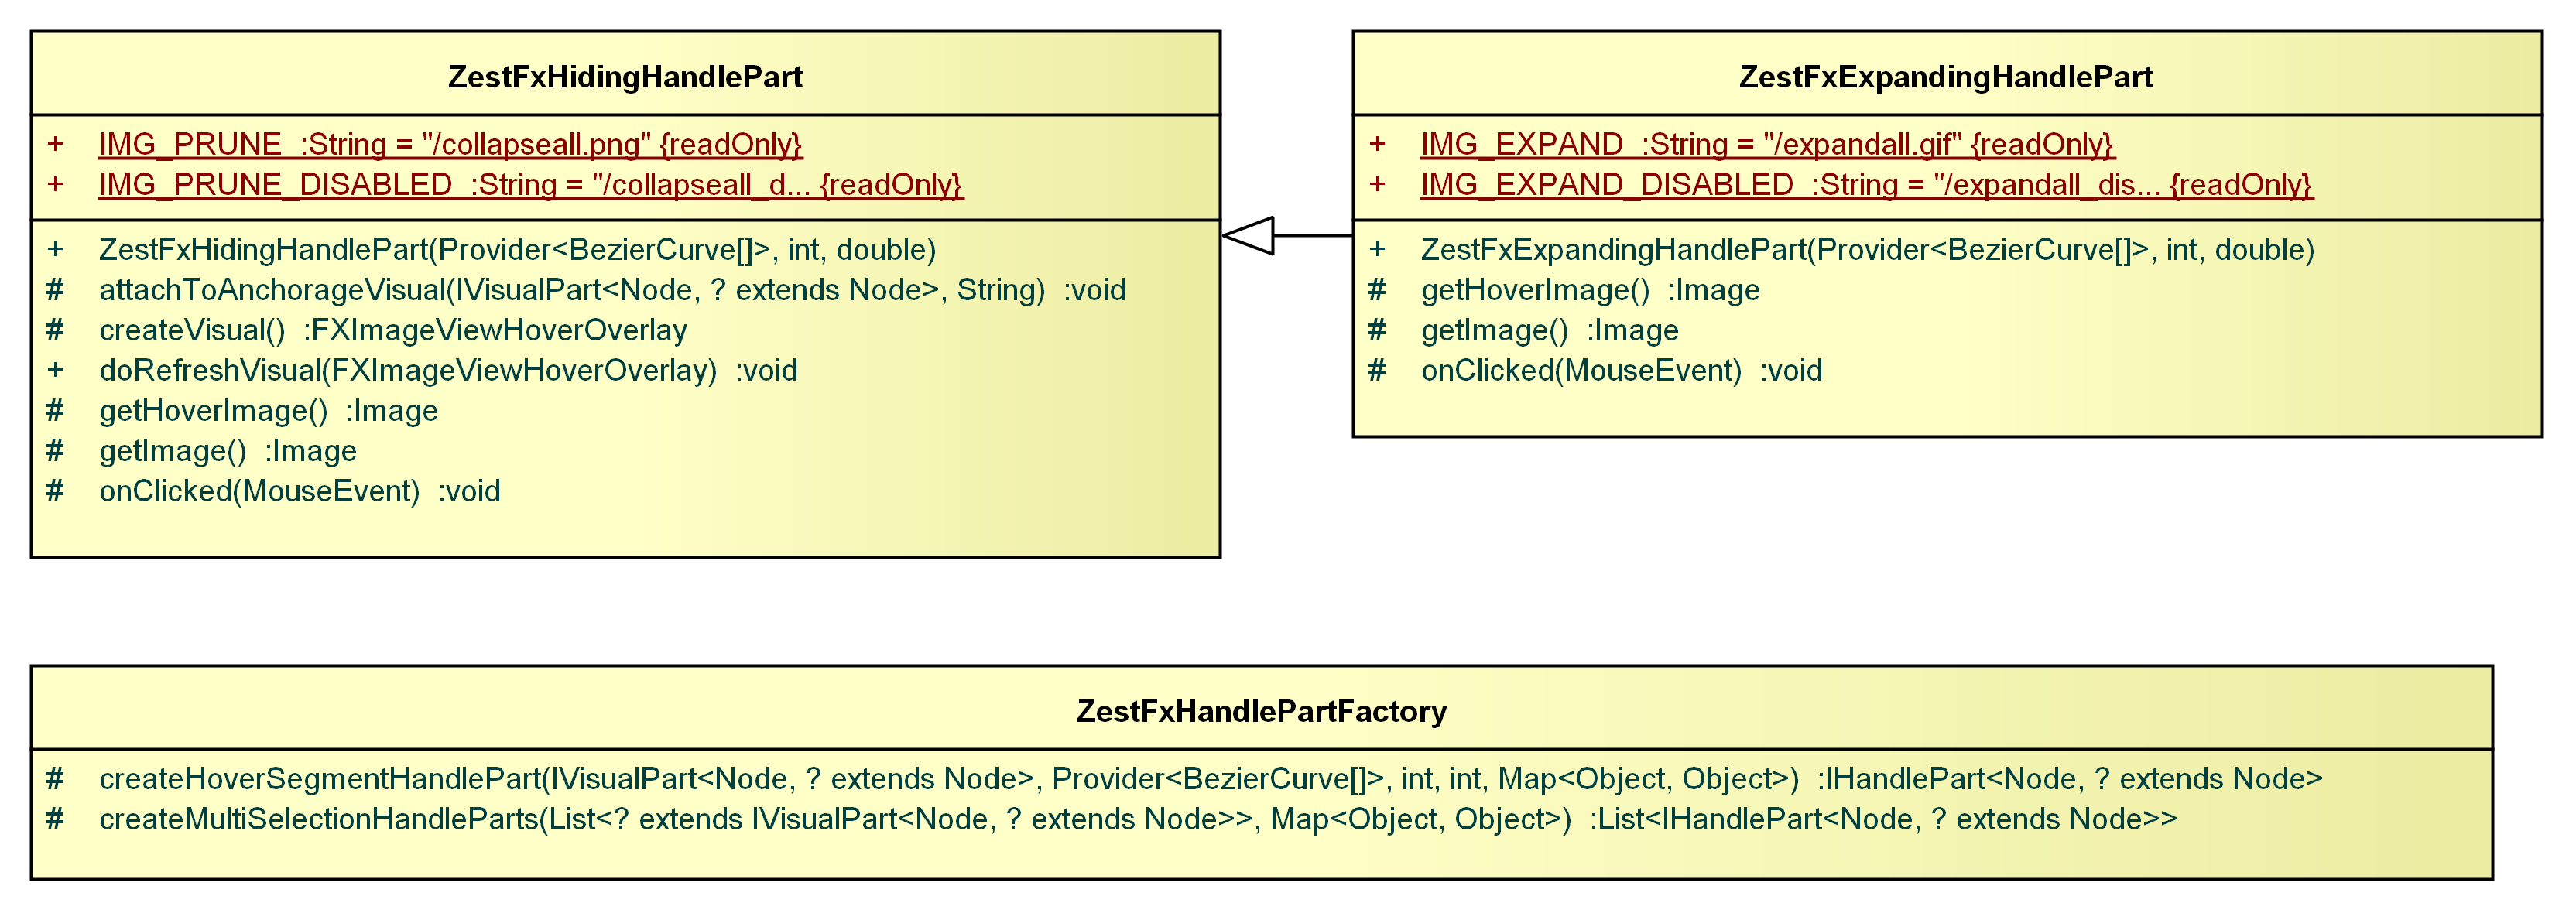 ZestFxHidingHandlePart
+ IMG_PRUNE :String = "/collapseall.png" {readOnly}
+ IMG_PRUNE_DISABLED :String = "/collapseall_d... {readOnly}
+ ZestFxHidingHandlePart(Provider<BezierCurve[]>, int, double)
# attachToAnchorageVisual(IVisualPart<Node, ? extends Node>, String) :void
# createVisual() :FXImageViewHoverOverlay
+ doRefreshVisual(FXImageViewHoverOverlay) :void
# getHoverImage() :Image
# getImage() :Image
# onClicked(MouseEvent) :void
ZestFxExpandingHandlePart
+ IMG_EXPAND :String = "/expandall.gif" {readOnly}
+ IMG_EXPAND_DISABLED :String = "/expandall_dis... {readOnly}
+ ZestFxExpandingHandlePart(Provider<BezierCurve[]>, int, double)
# getHoverImage() :Image
# getImage() :Image
# onClicked(MouseEvent) :void
ZestFxHandlePartFactory
# createHoverSegmentHandlePart(IVisualPart<Node, ? extends Node>, Provider<BezierCurve[]>, int, int, Map<Object, Object>) :IHandlePart<Node, ? extends Node>
# createMultiSelectionHandleParts(List<? extends IVisualPart<Node, ? extends Node>>, Map<Object, Object>) :List<IHandlePart<Node, ? extends Node>>